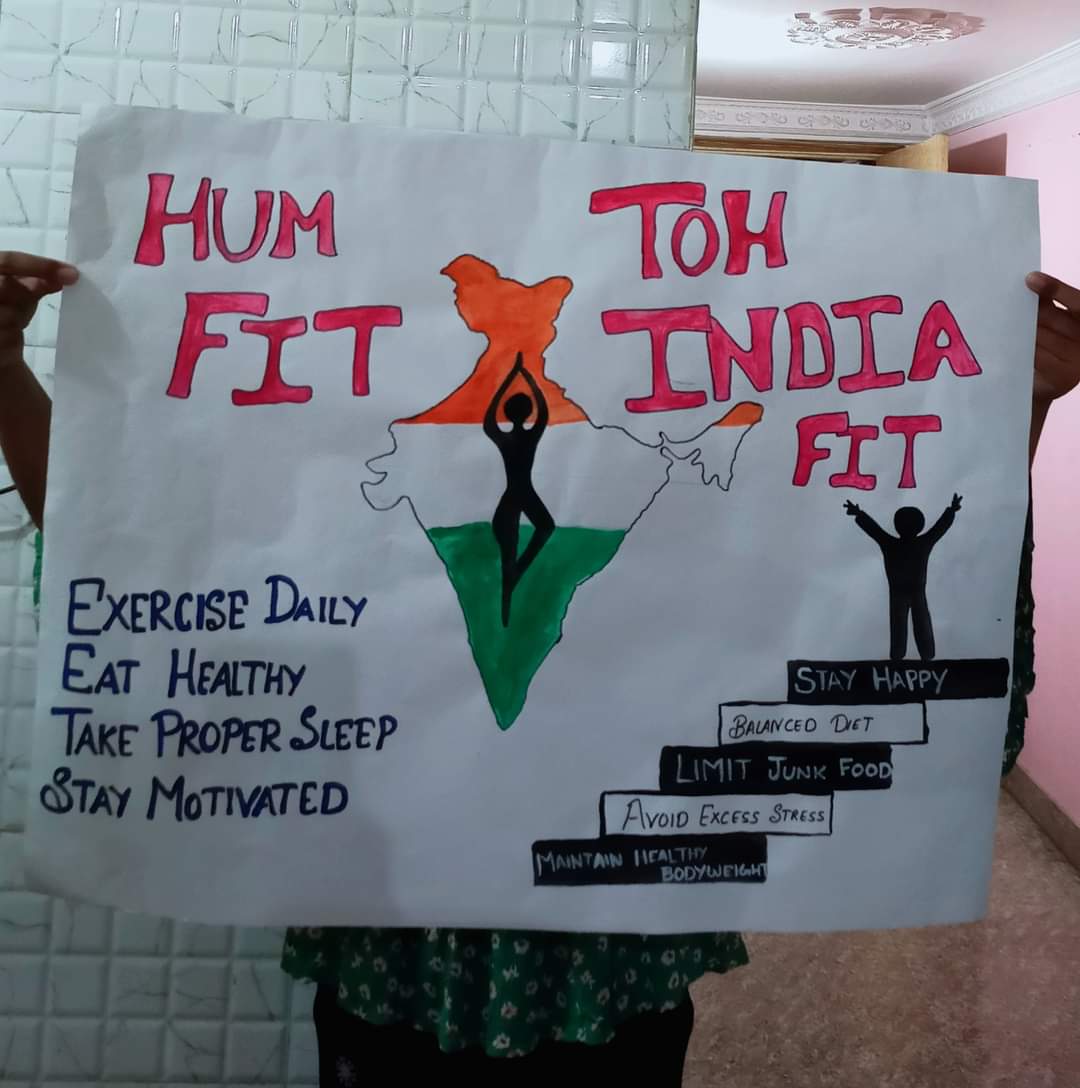 HUM TOH
FIT INDIA
FIT
EXERCISE DAILY
EAT HEALTHY
TAKE PROPER SLEEP
STAY MOTIVATED
STAY HAPPY
BALANCED DIET
LIMIT JUNK FOOD
AVOID EXCESS STRESS
MAINTAIN HEALTHY
BODYWEIGHT